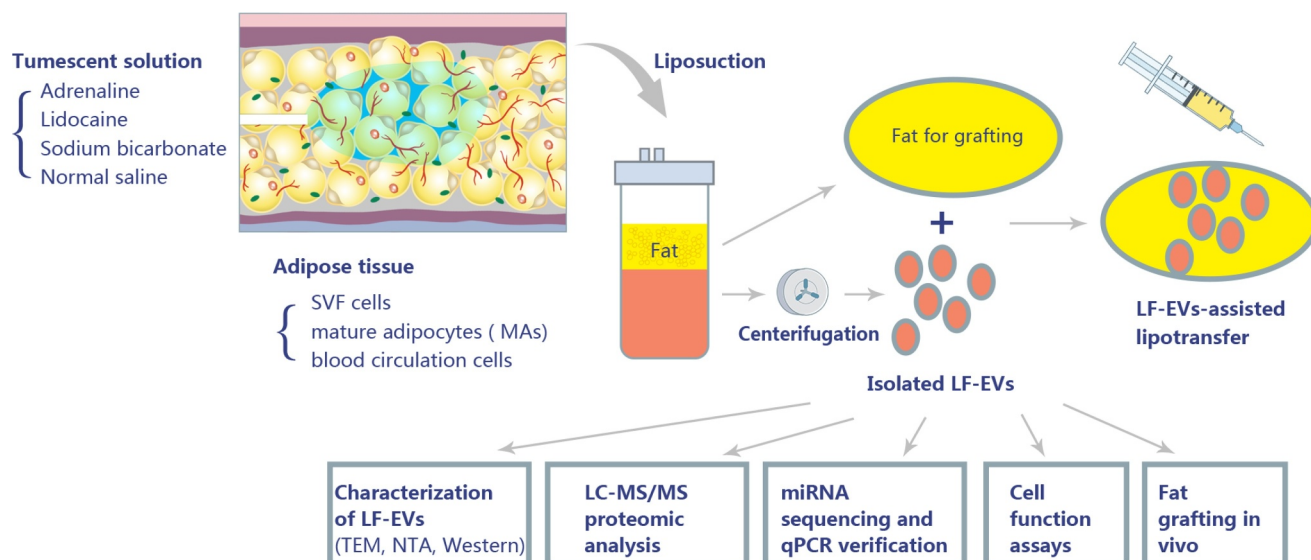 Tumescent solution
Adrenaline
Lidocaine
Sodium bicarbonate
Normal saline
Adipose tissue
SVF cells
mature adipocytes ( MAs)
blood circulation cells
Liposuction
Fat
Fat for grafting
+
Centerifugation
Isolated LF-EVs
LF-EVs-assisted
lipotransfer
Characterization
of LF-EVs
(TEM, NTA, Western)
LC-MS/MS
proteomic
analysis
miRNA
sequencing and
qPCR verification
Cell
function
assays
Fat
grafting in
vivo